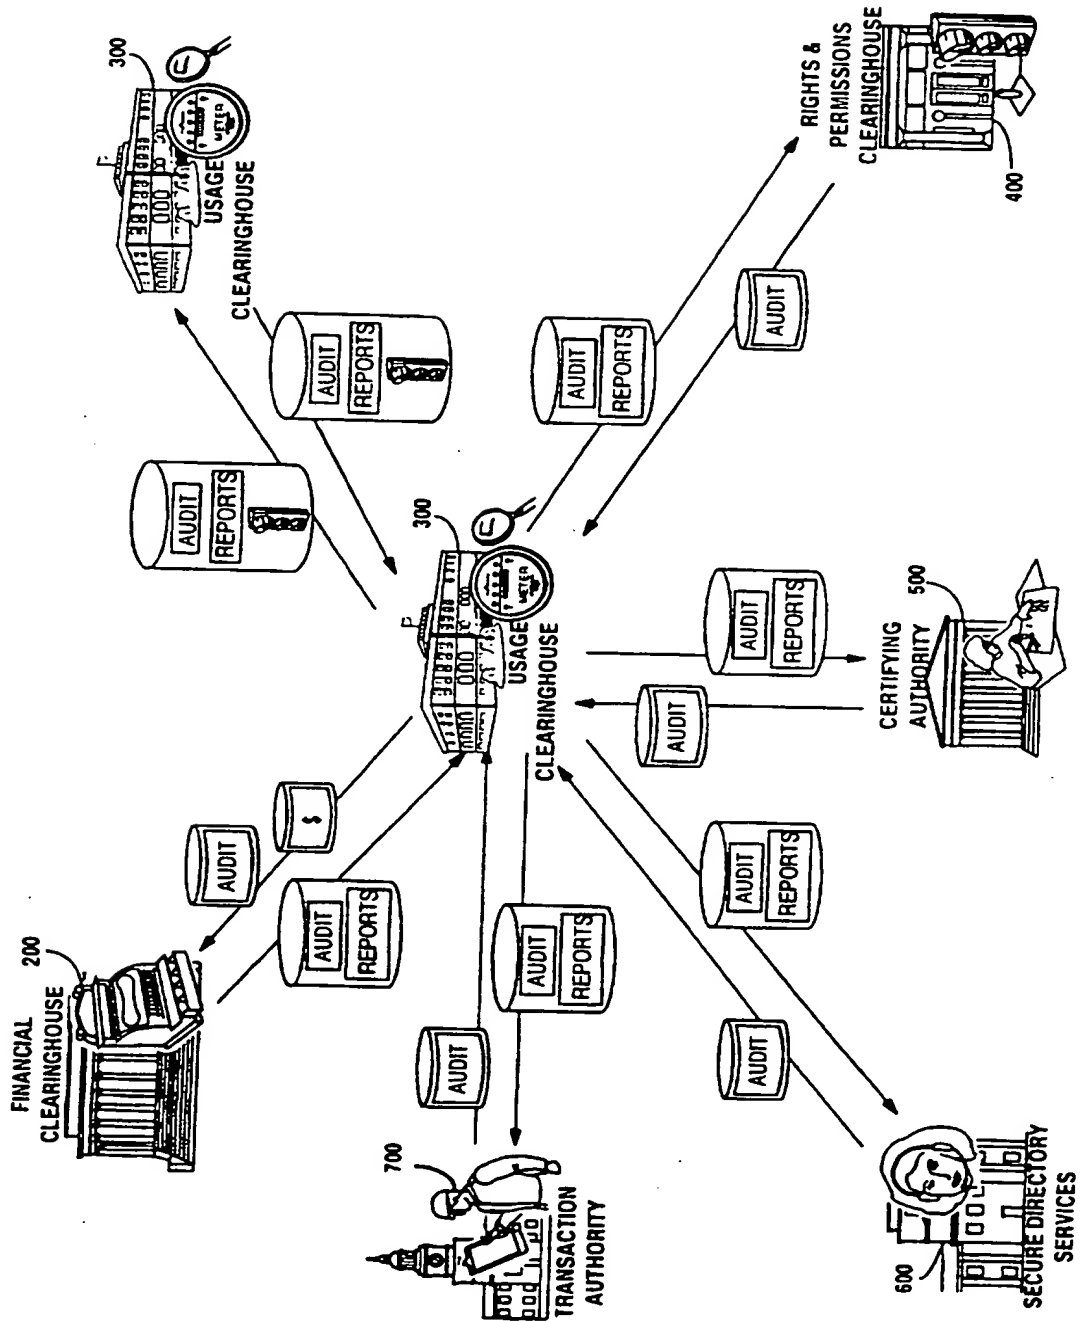 FINANCIAL
CLEARINGHOUSE
200
300
USAGE
CLEARINGHOUSE
METER
AUDIT
$
AUDIT
REPORTS
AUDIT
REPORTS
AUDIT
REPORTS
300
USAGE
CLEARINGHOUSE
METER
700
TRANSACTION
AUTHORITY
AUDIT
AUDIT
REPORTS
AUDIT
REPORTS
AUDIT
RIGHTS &
PERMISSIONS
CLEARINGHOUSE
400
AUDIT
AUDIT
REPORTS
AUDIT
AUDIT
REPORTS
600
SECURE DIRECTORY
SERVICES
CERTIFYING
AUTHORITY
500